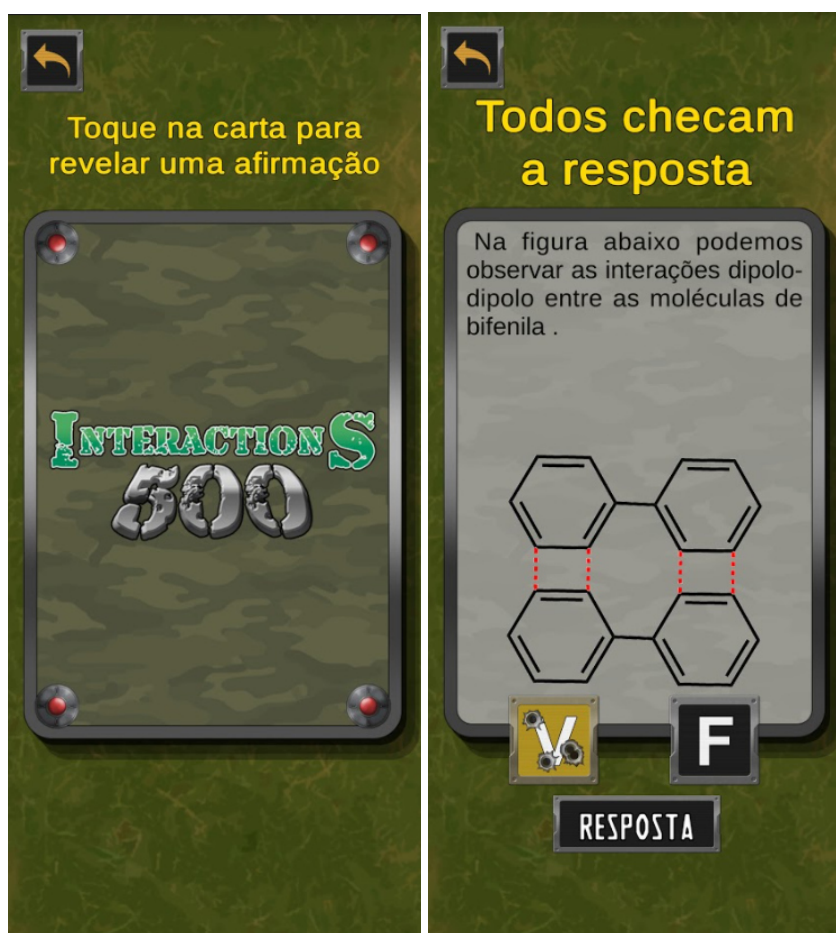 Toque na carta para
revelar uma afirmação
INTERACTIONS
500
Todos checam
a resposta
Na figura abaixo podemos
observar as interações dipolo-
dipolo entre as moléculas de
bifenila .
V
F
RESPOSTA